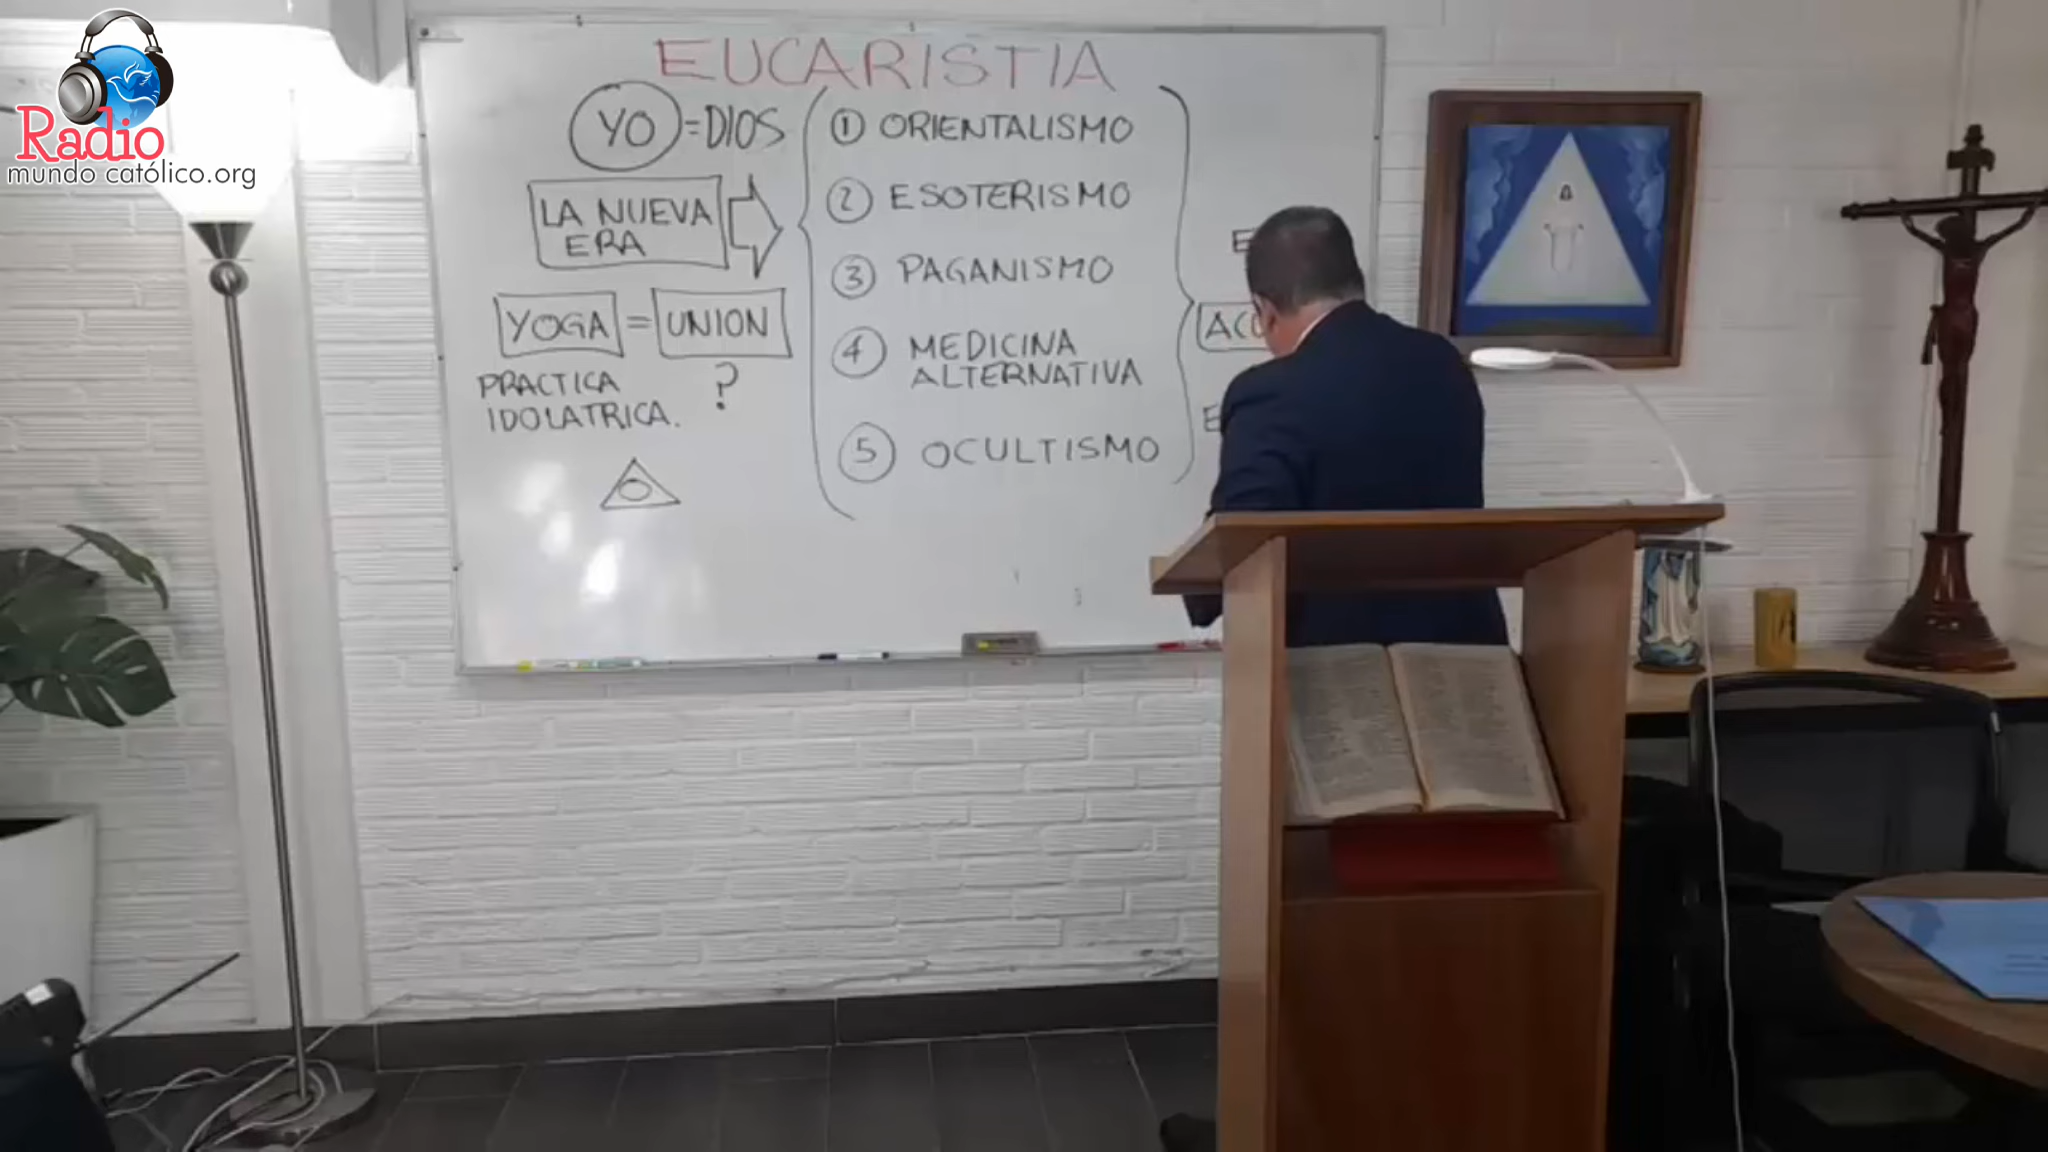 Radio
mundo católico.org
EUCARISTIA
YO = DIOS
LA NUEVA
ERA
YOGA = UNION
PRACTICA ?
IDOLATRICA.
1 ORIENTALISMO
2 ESOTERISMO
3 PAGANISMO
4 MEDICINA
ALTERNATIVA
5 OCULTISMO